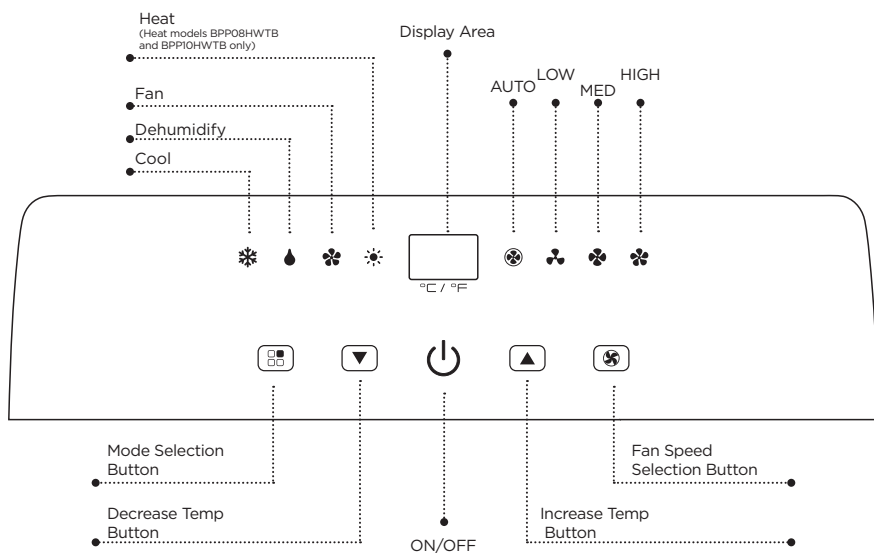 Heat
(Heat models BPP08HWTB
and BPP10HWTB only)
Display Area
AUTO
LOW
MED
HIGH
Fan
Dehumidify
Cool
°C / °F
Mode Selection
Button
Fan Speed
Selection Button
Decrease Temp
Button
Increase Temp
Button
ON/OFF